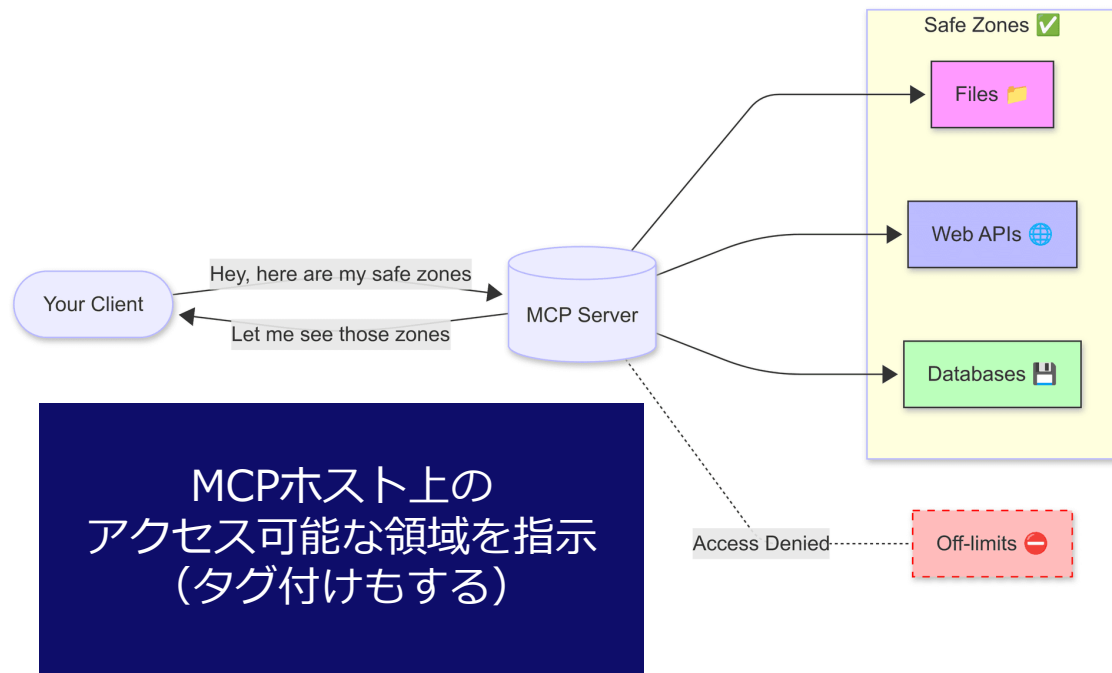 Safe Zones ✅
Files 📁
Web APIs 🌐
Hey, here are my safe zones
Your Client
MCP Server
Let me see those zones
Databases 💾
MCPホスト上の
アクセス可能な領域を指示
（タグ付けもする）
Access Denied
Off-limits ⛔